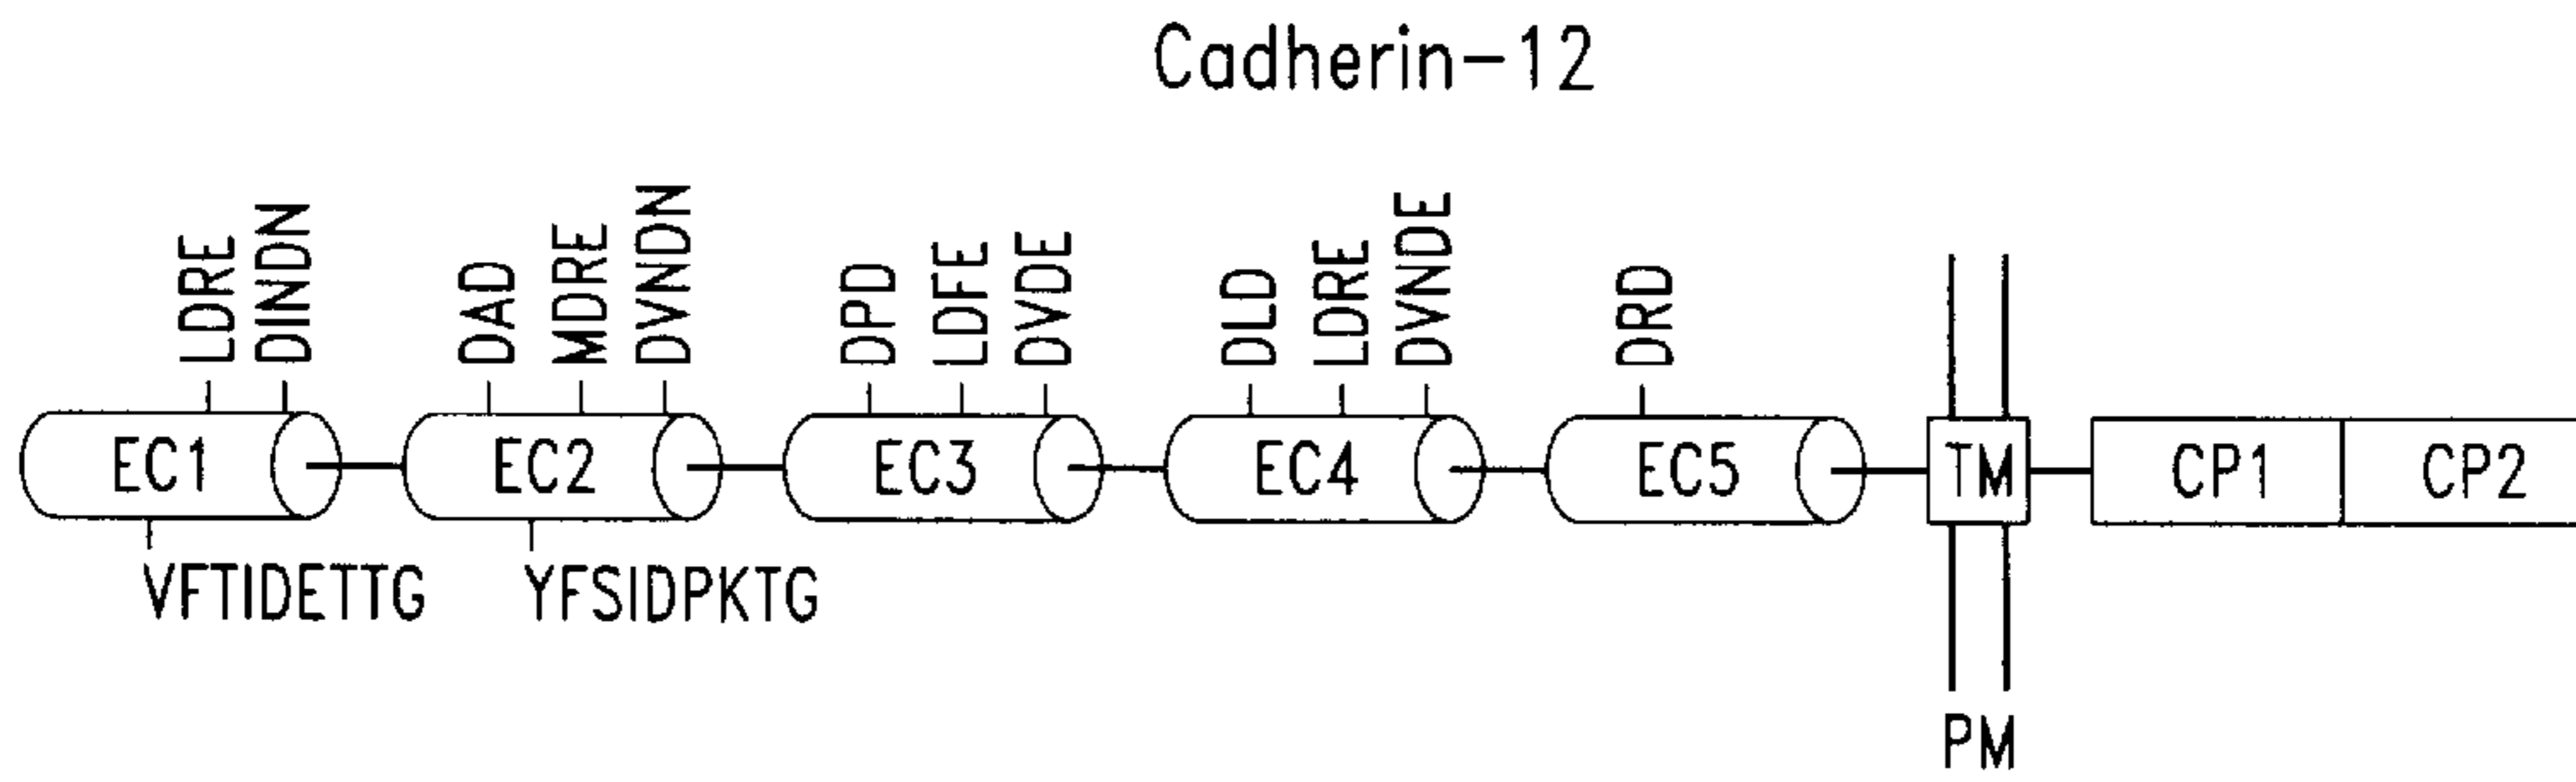 Cadherin-12
LDRE
DINDN
DAD
MDRE
DVNDN
DPD
LDFE
DVDE
DLD
LDRE
DVNDE
DRD
EC1
EC2
EC3
EC4
EC5
TM
CP1
CP2
VFTIDETTG
YFSIDPKTG
PM